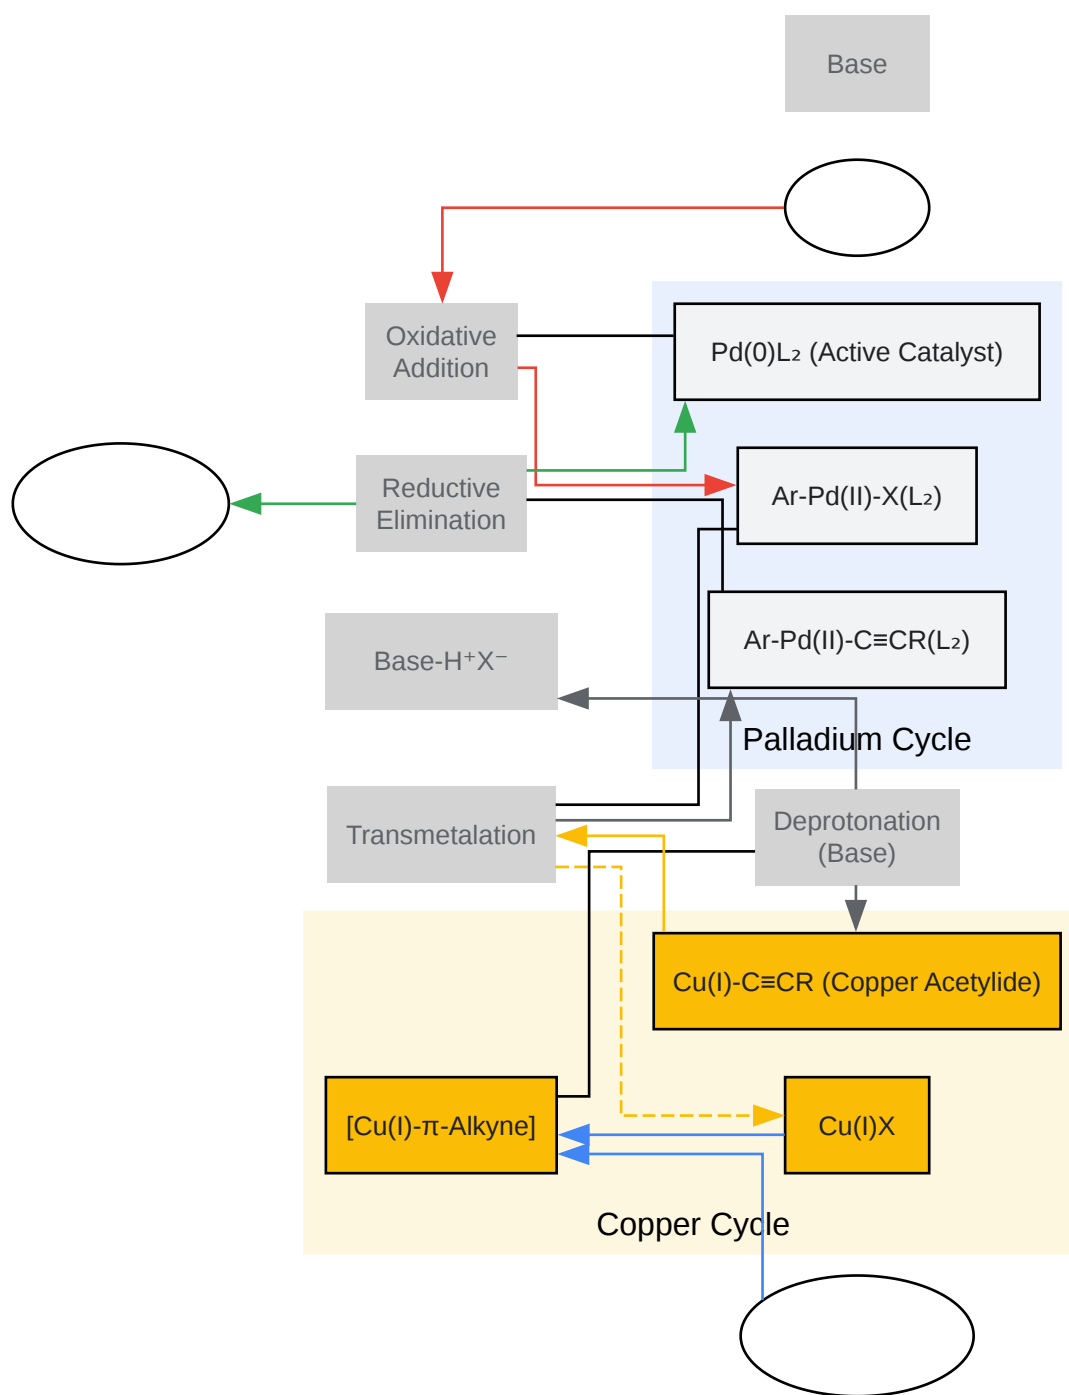 Base
Oxidative
Addition
Pd(0)L₂ (Active Catalyst)
Reductive
Elimination
Ar-Pd(II)-X(L₂)
Base-H⁺X⁻
Ar-Pd(II)-C≡CR(L₂)
Palladium Cycle
Transmetalation
Deprotonation
(Base)
Cu(I)-C≡CR (Copper Acetylide)
[Cu(I)-π-Alkyne]
Cu(I)X
Copper Cycle